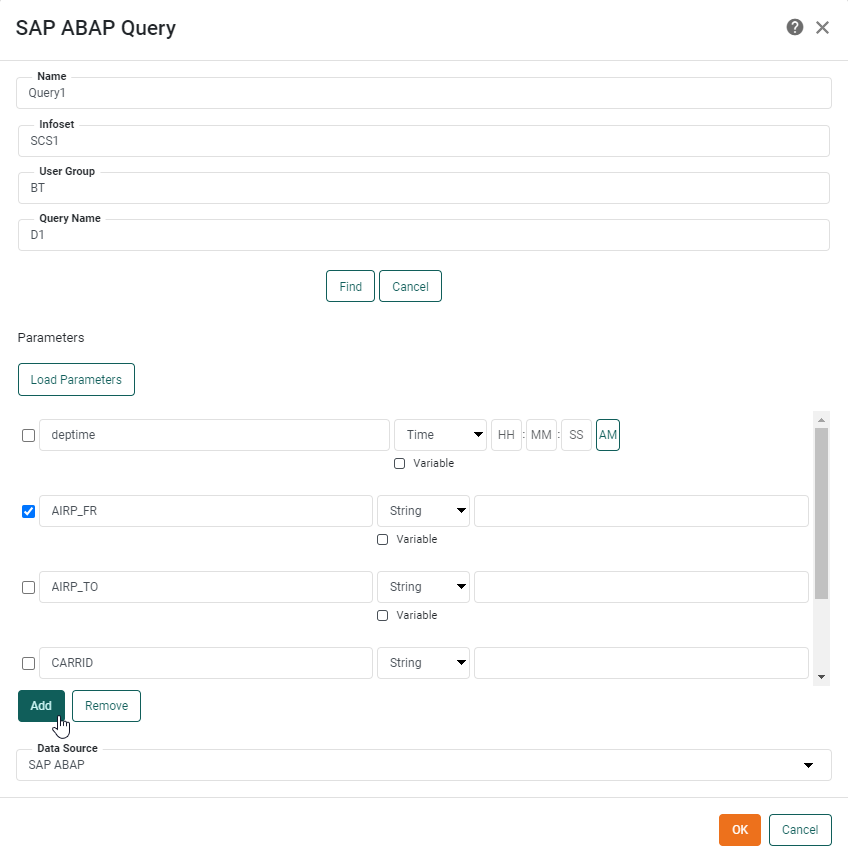 SAP ABAP Query
Name
Query1
Infoset
SCS1
User Group
BT
Query Name
D1
Find Cancel
Parameters
Load Parameters
deptime Time HH : MM : SS AM
Variable
AIRP_FR String
Variable
AIRP_TO String
Variable
CARRID String
Add Remove
Data Source
SAP ABAP
OK Cancel